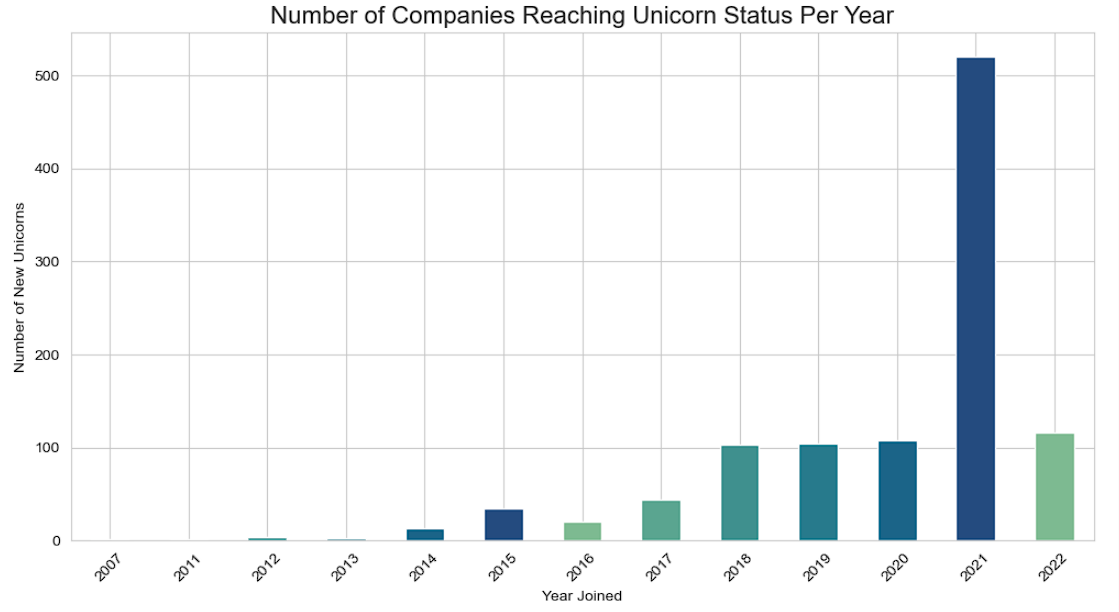 Number of Companies Reaching Unicorn Status Per Year
Number of New Unicorns
500
400
300
200
100
0
2007 2011 2012 2013 2014 2015 2016 2017 2018 2019 2020 2021 2022
Year Joined